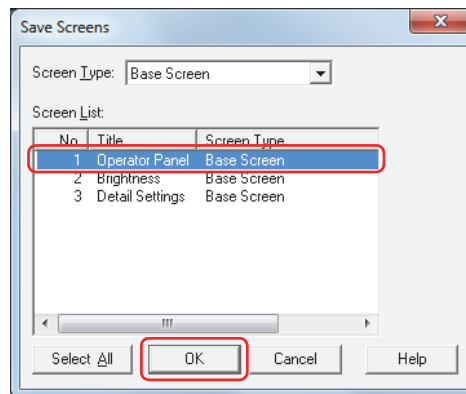 Save Screens
Screen Type: Base Screen
Screen List:
No. Title Screen Type
1 Operator Panel Base Screen
2 Brightness Base Screen
3 Detail Settings Base Screen
Select All OK Cancel Help